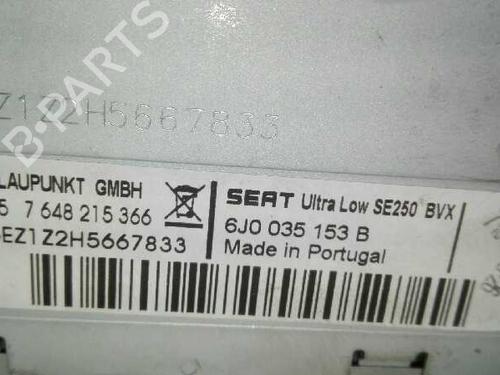 B-PARTS
Z1Z2H5667833
LAUPUNKT GMBH
5 7 648 215 366
EZ1Z2H5667833
SEAT Ultra Low SE250 BVX
6J0 035 153 B
Made in Portugal